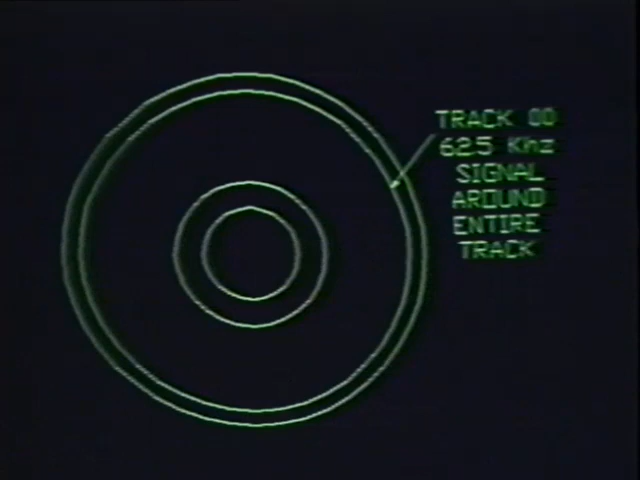 TRACK 00
62.5 Khz
SIGNAL
AROUND
ENTIRE
TRACK